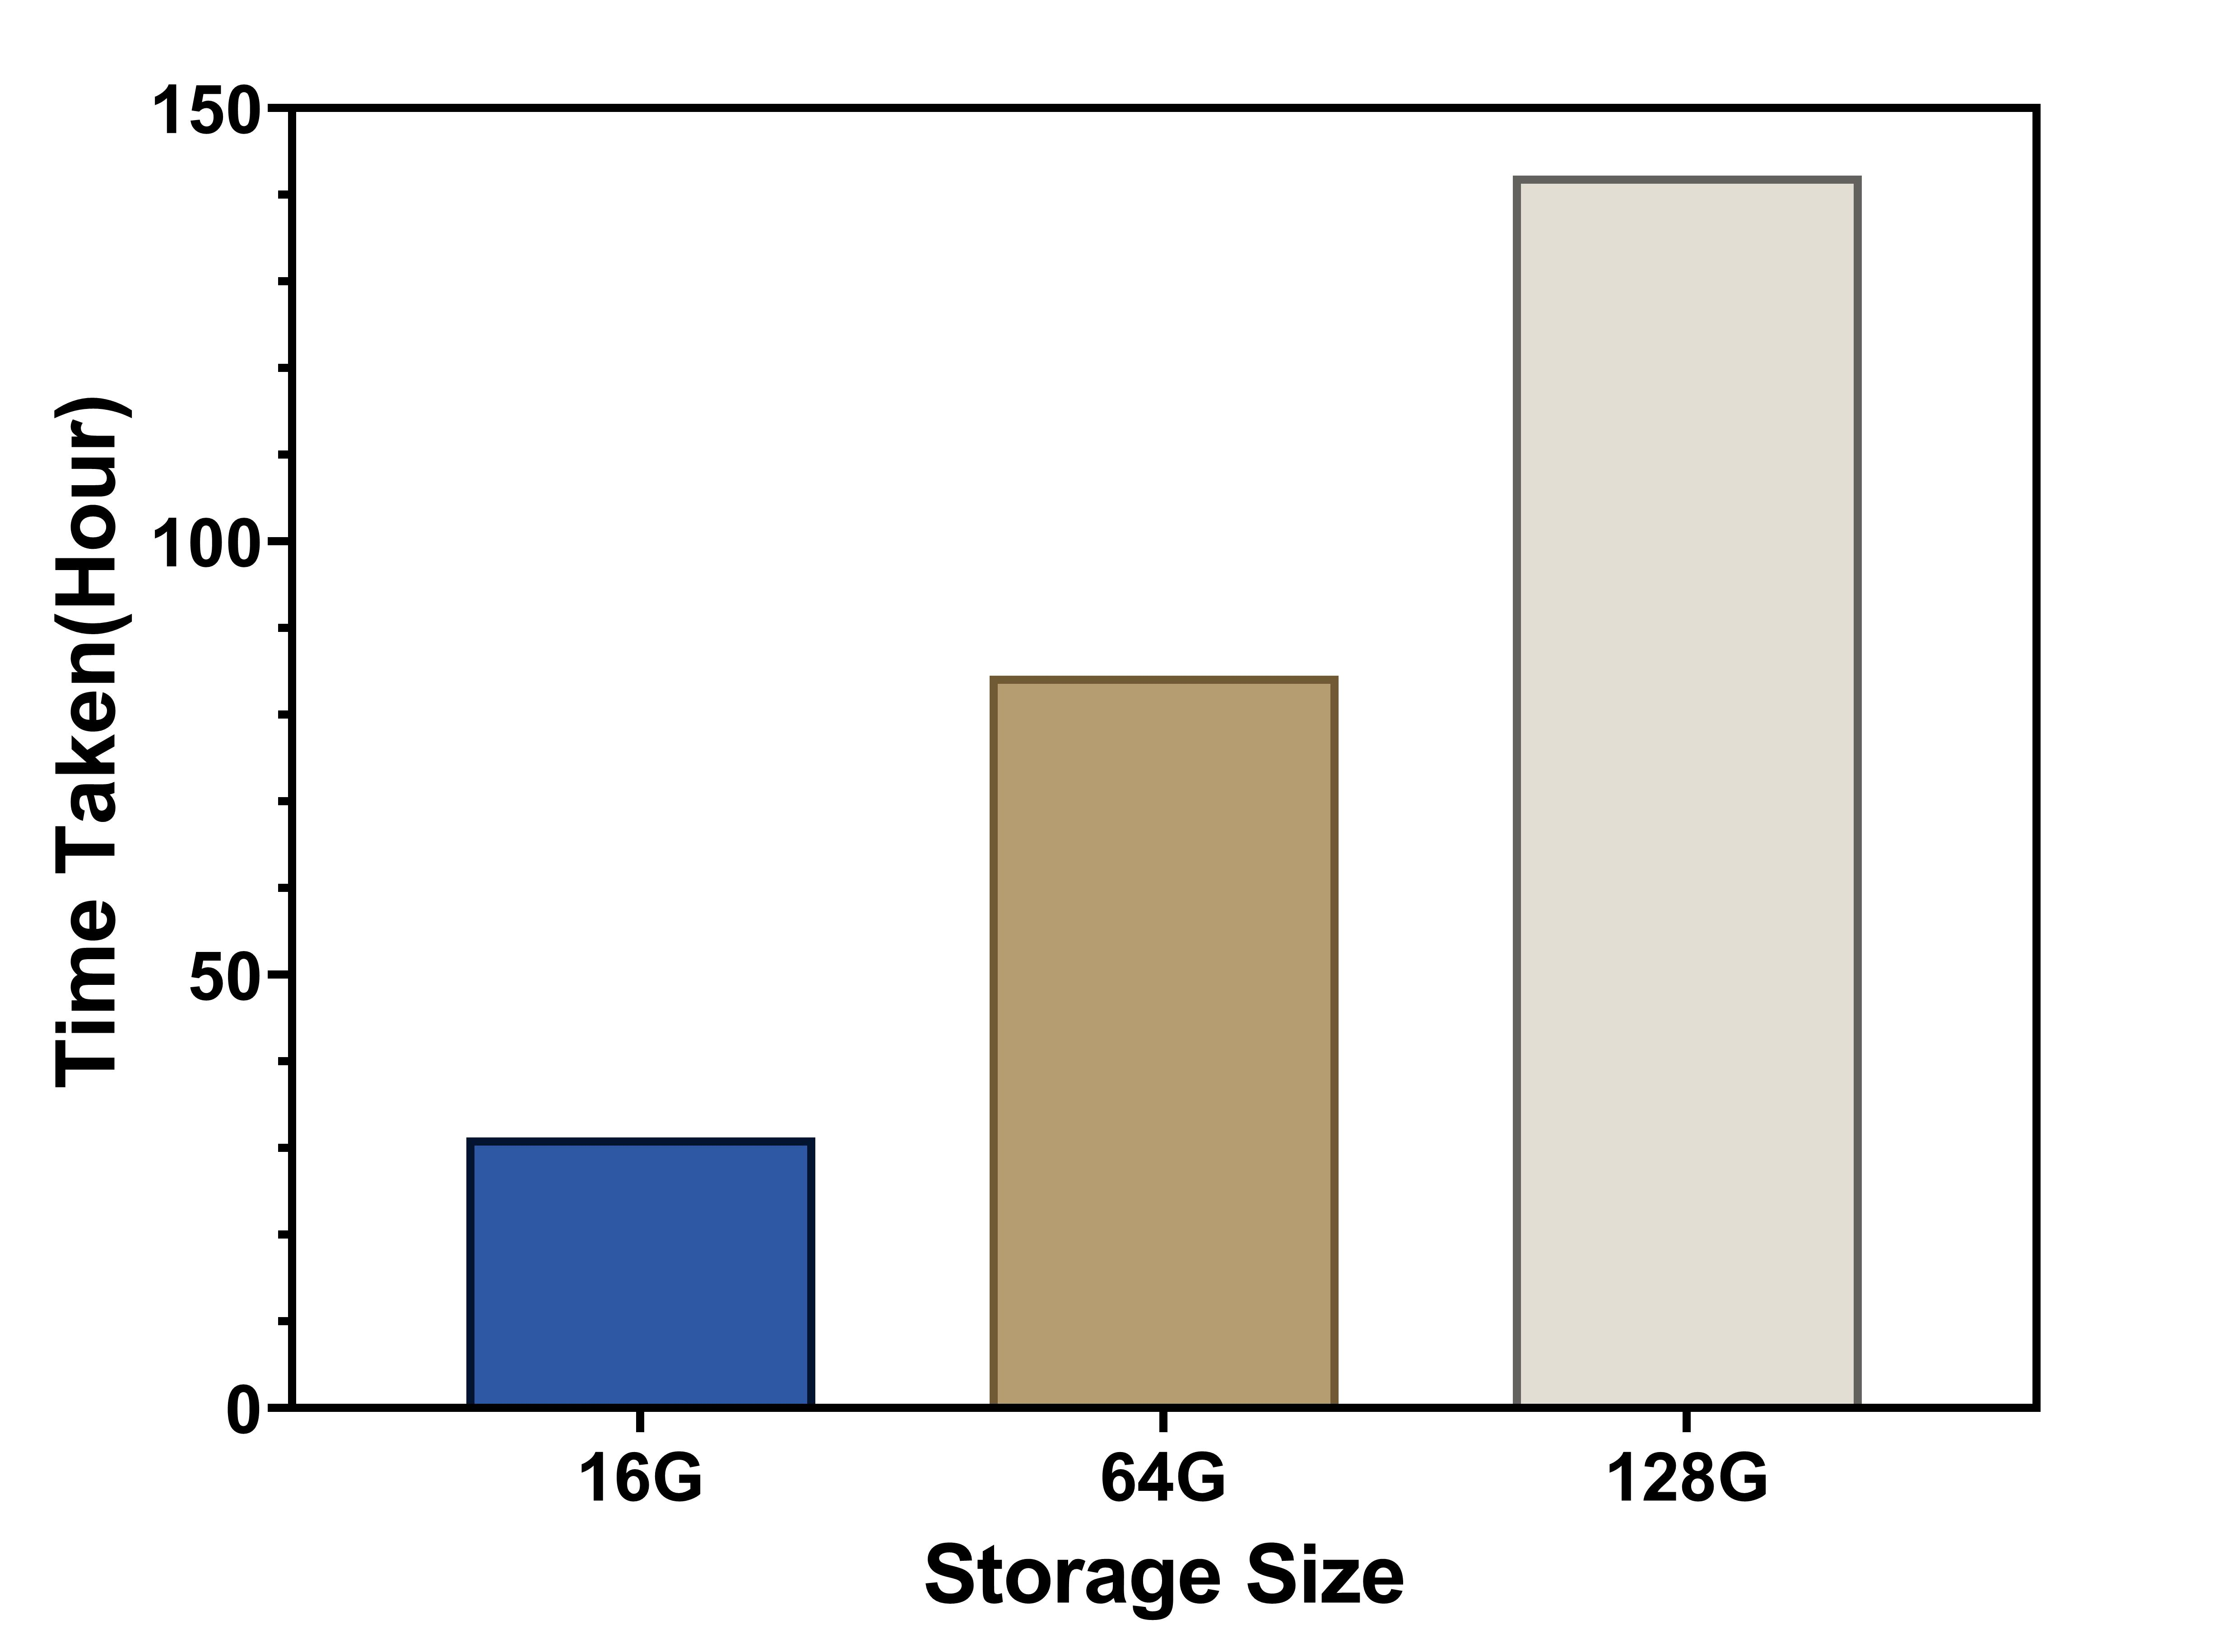 Time Taken(Hour)
150
100
50
0
16G 64G 128G
Storage Size